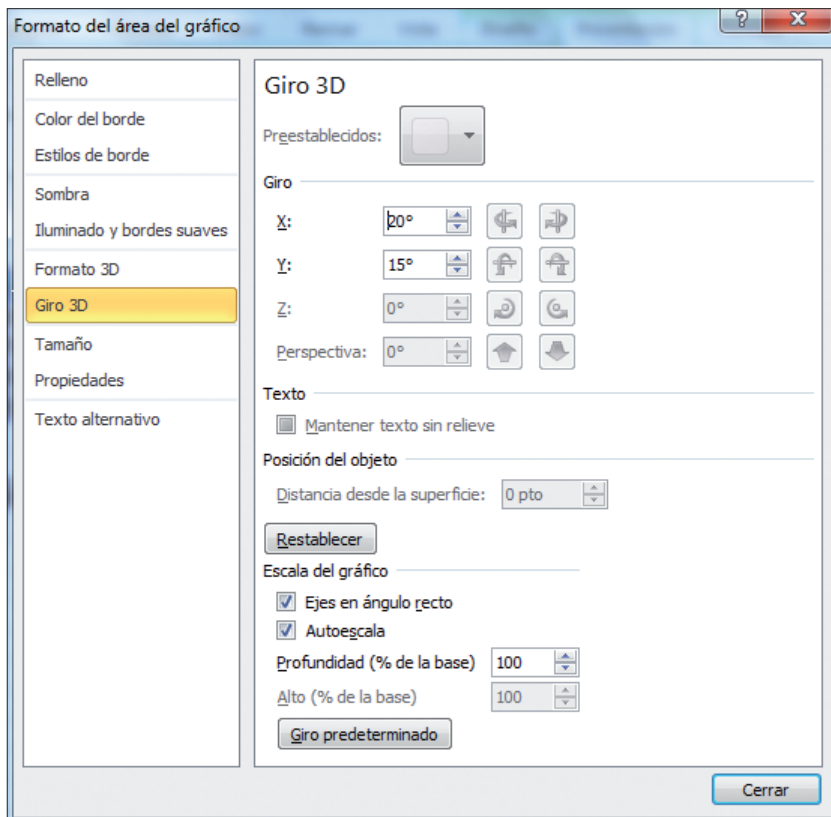 Formato del área del gráfico
Relleno
Color del borde
Estilos de borde
Sombra
Iluminado y bordes suaves
Formato 3D
Giro 3D
Tamaño
Propiedades
Texto alternativo
Giro 3D
Preestablecidos:
Giro
X: 20°
Y: 15°
Z: 0°
Perspectiva: 0°
Texto
Mantener texto sin relieve
Posición del objeto
Distancia desde la superficie: 0 pto
Restablecer
Escala del gráfico
Ejes en ángulo recto
Autoescala
Profundidad (% de la base) 100
Alto (% de la base) 100
Giro predeterminado
Cerrar